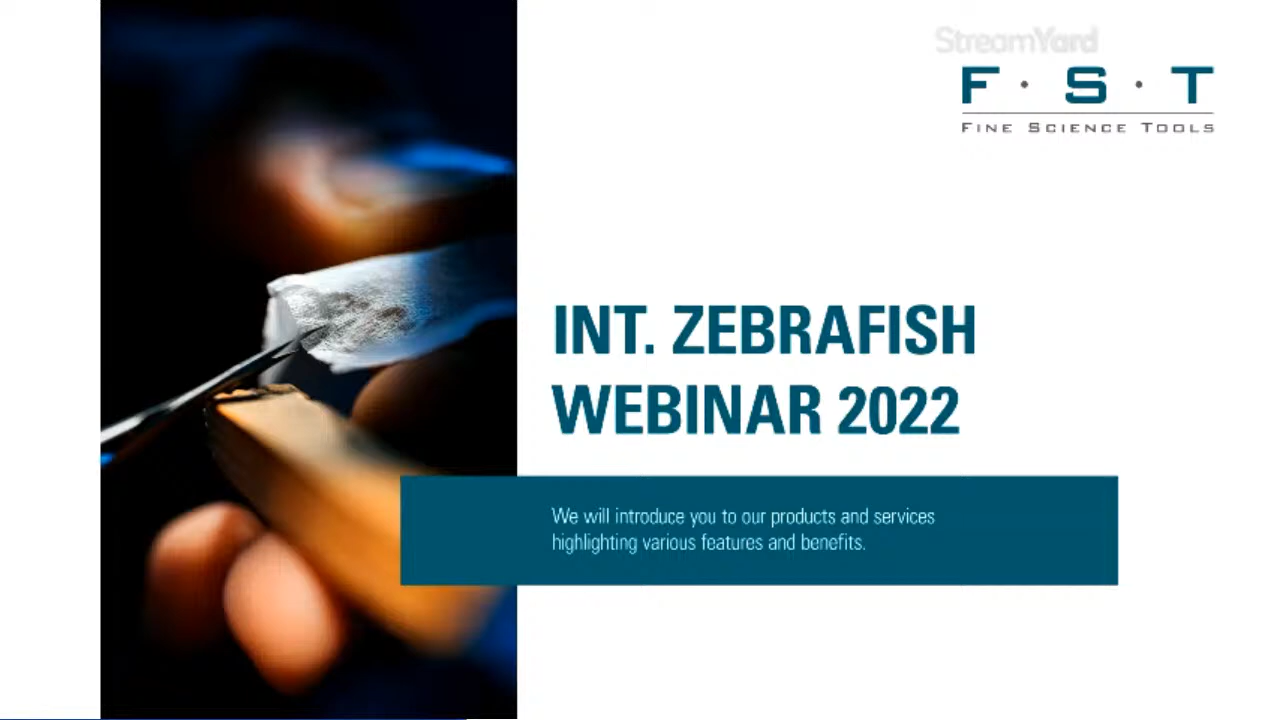 StreamYard
F · S · T
FINE SCIENCE TOOLS
INT. ZEBRAFISH
WEBINAR 2022
We will introduce you to our products and services
highlighting various features and benefits.